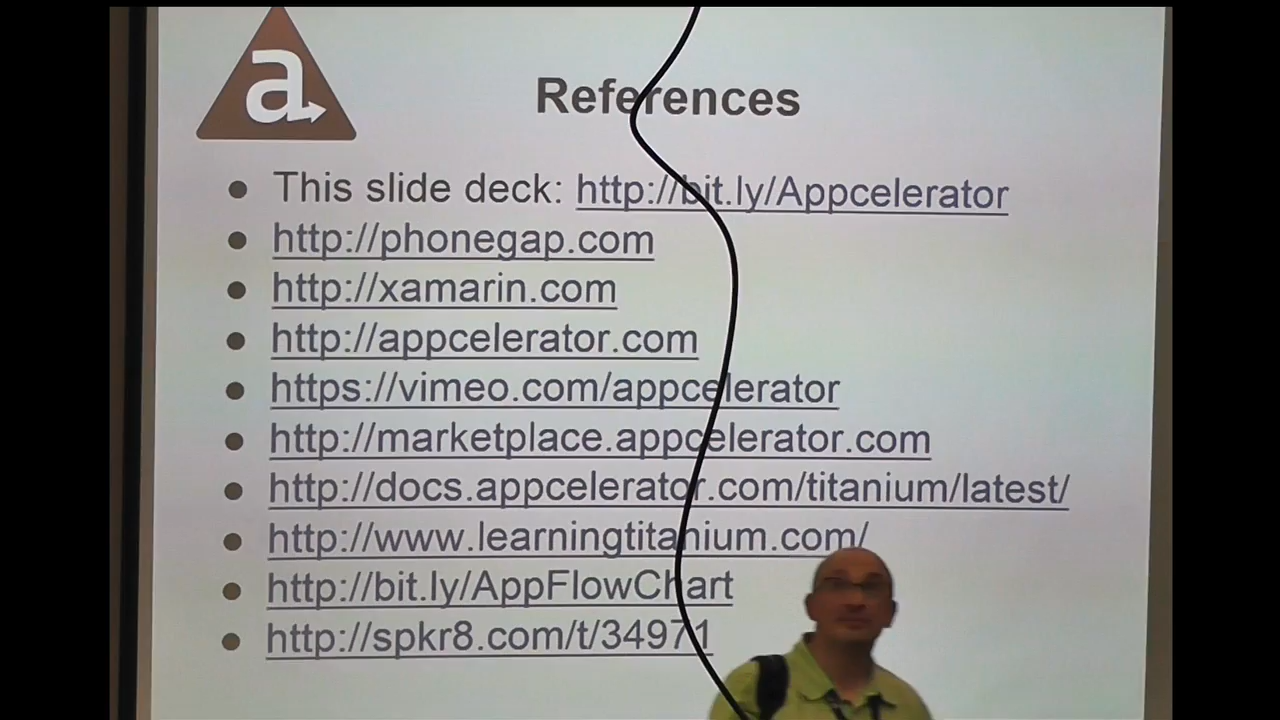 a
References
This slide deck: http://bit.ly/Appcelerator
http://phonegap.com
http://xamarin.com
http://appcelerator.com
https://vimeo.com/appcelerator
http://marketplace.appcelerator.com
http://docs.appcelerator.com/titanium/latest/
http://www.learningtitanium.com/
http://bit.ly/AppFlowChart
http://spkr8.com/t/34971